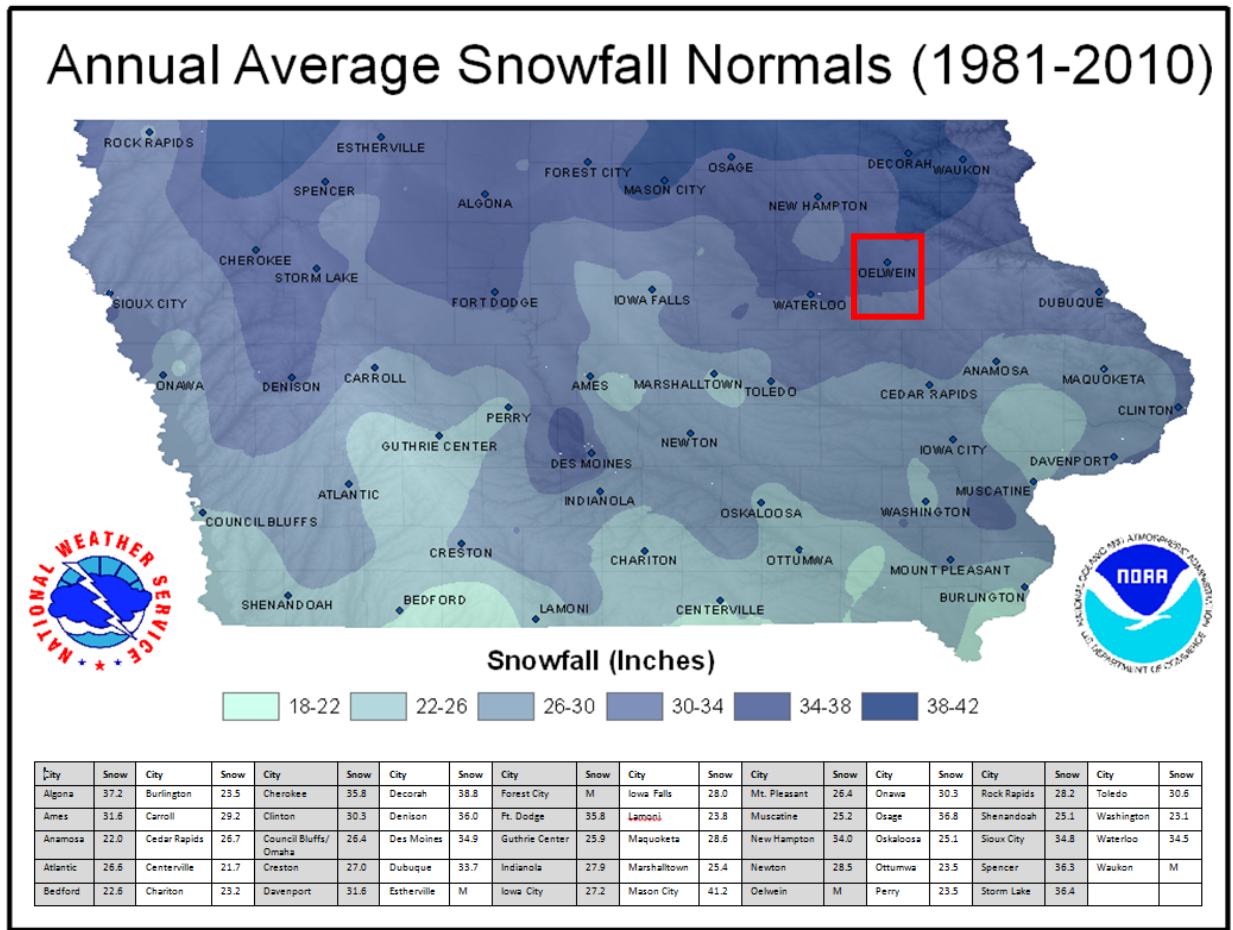 Annual Average Snowfall Normals (1981-2010)
ROCK RAPIDS
ESTHERVILLE
FOREST CITY
OSAGE
DECORAH
WAUKON
SPENCER
MASON CITY
ALGONA
NEW HAMPTON
CHEROKEE
STORM LAKE
OELWEIN
SIOUX CITY
FORT DODGE
IOWA FALLS
WATERLOO
DUBUQUE
ONAWA
DENISON
CARROLL
AMES
MARSHALLTOWN
TOLEDO
CEDAR RAPIDS
ANAMOSA
MAQUOKETA
CLINTON
PERRY
GUTHRIE CENTER
NEWTON
IOWA CITY
DES MOINES
DAVENPORT
ATLANTIC
INDIANOLA
MUSCATINE
COUNCIL BLUFFS
OSKALOOSA
WASHINGTON
CRESTON
CHARITON
OTTUMWA
MOUNT PLEASANT
SHENANDOAH
BEDFORD
LAMONI
CENTERVILLE
BURLINGTON
NATIONAL WEATHER SERVICE
NOAA
NATIONAL OCEANIC AND ATMOSPHERIC ADMINISTRATION
U.S. DEPARTMENT OF COMMERCE
Snowfall (Inches)
18-22 22-26 26-30 30-34 34-38 38-42
City Snow City Snow City Snow City Snow City Snow City Snow City Snow City Snow City Snow City Snow
Algona 37.2 Burlington 23.5 Cherokee 35.8 Decorah 38.8 Forest City M Iowa Falls 28.0 Mt. Pleasant 26.4 Onawa 30.3 Rock Rapids 28.2 Toledo 30.6
Ames 31.6 Carroll 29.2 Clinton 30.3 Denison 36.0 Ft. Dodge 35.8 Lamoni 23.8 Muscatine 25.2 Osage 36.8 Shenandoah 25.1 Washington 23.1
Anamosa 22.0 Cedar Rapids 26.7 Council Bluffs/ 26.4 Des Moines 34.9 Guthrie Center 25.9 Maquoketa 28.6 New Hampton 34.0 Oskaloosa 25.1 Sioux City 34.8 Waterloo 34.5
Omaha
Atlantic 26.6 Centerville 21.7 Creston 27.0 Dubuque 33.7 Indianola 27.9 Marshalltown 25.4 Newton 28.5 Ottumwa 23.5 Spencer 36.3 Waukon M
Bedford 22.6 Chariton 23.2 Davenport 31.6 Estherville M Iowa City 27.2 Mason City 41.2 Oelwein M Perry 23.5 Storm Lake 36.4